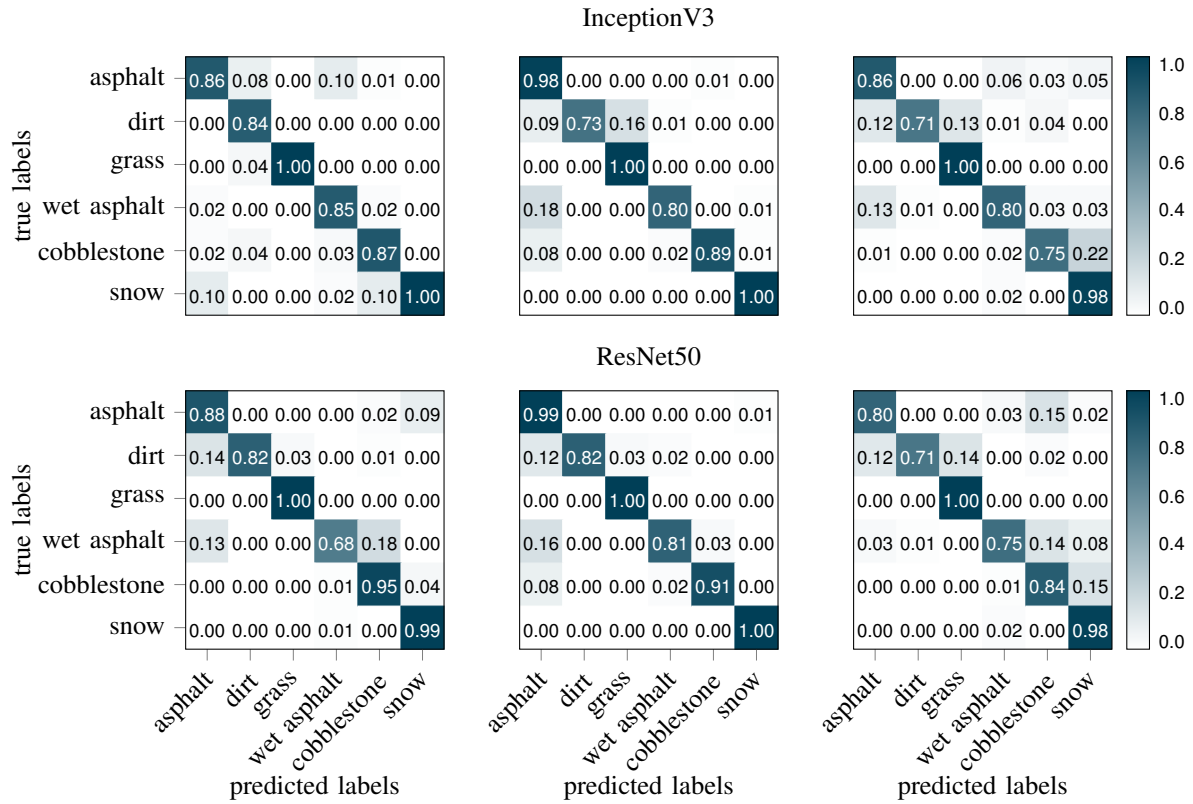 InceptionV3
asphalt 0.86 0.08 0.00 0.10 0.01 0.00 0.98 0.00 0.00 0.00 0.01 0.00 0.86 0.00 0.00 0.06 0.03 0.05 1.0
dirt 0.00 0.84 0.00 0.00 0.00 0.00 0.09 0.73 0.16 0.01 0.00 0.00 0.12 0.71 0.13 0.01 0.04 0.00 0.8
grass 0.00 0.04 1.00 0.00 0.00 0.00 0.00 0.00 1.00 0.00 0.00 0.00 0.00 0.00 1.00 0.00 0.00 0.00 0.6
true labels
wet asphalt 0.02 0.00 0.00 0.85 0.02 0.00 0.18 0.00 0.00 0.80 0.00 0.01 0.13 0.01 0.00 0.80 0.03 0.03 0.4
cobblestone 0.02 0.04 0.00 0.03 0.87 0.00 0.08 0.00 0.00 0.02 0.89 0.01 0.01 0.00 0.00 0.02 0.75 0.22 0.2
snow 0.10 0.00 0.00 0.02 0.10 1.00 0.00 0.00 0.00 0.00 0.00 1.00 0.00 0.00 0.00 0.02 0.00 0.98 0.0
ResNet50
asphalt 0.88 0.00 0.00 0.00 0.02 0.09 0.99 0.00 0.00 0.00 0.00 0.01 0.80 0.00 0.00 0.03 0.15 0.02 1.0
dirt 0.14 0.82 0.03 0.00 0.01 0.00 0.12 0.82 0.03 0.02 0.00 0.00 0.12 0.71 0.14 0.00 0.02 0.00 0.8
grass 0.00 0.00 1.00 0.00 0.00 0.00 0.00 0.00 1.00 0.00 0.00 0.00 0.00 0.00 1.00 0.00 0.00 0.00 0.6
true labels
wet asphalt 0.13 0.00 0.00 0.68 0.18 0.00 0.16 0.00 0.00 0.81 0.03 0.00 0.03 0.01 0.00 0.75 0.14 0.08 0.4
cobblestone 0.00 0.00 0.00 0.01 0.95 0.04 0.08 0.00 0.00 0.02 0.91 0.00 0.00 0.00 0.00 0.01 0.84 0.15 0.2
snow 0.00 0.00 0.00 0.01 0.00 0.99 0.00 0.00 0.00 0.00 0.00 1.00 0.00 0.00 0.00 0.02 0.00 0.98 0.0
asphalt dirt grass wet asphalt cobblestone snow asphalt dirt grass wet asphalt cobblestone snow asphalt dirt grass wet asphalt cobblestone snow
predicted labels predicted labels predicted labels